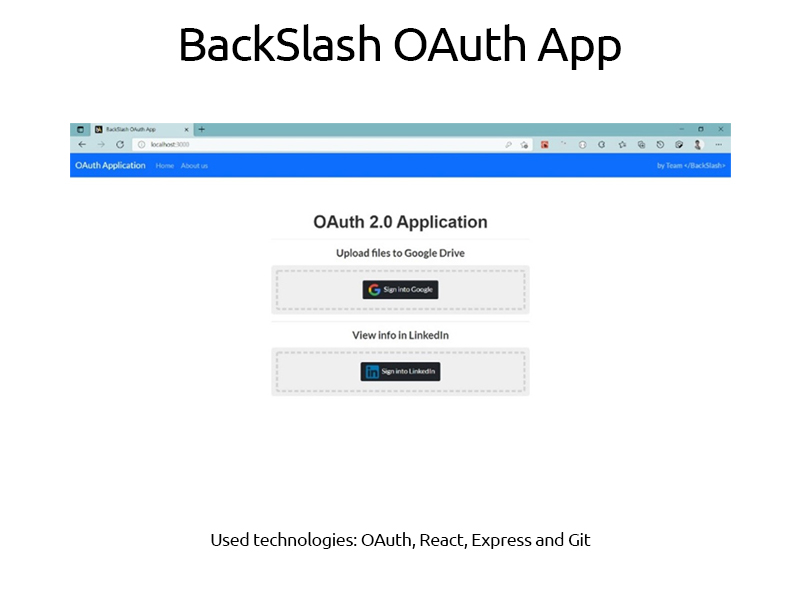 BackSlash OAuth App
BackSlash OAuth App
localhost:3000
OAuth Application Home About us by Team </BackSlash>
OAuth 2.0 Application
Upload files to Google Drive
Sign into Google
View info in LinkedIn
in Sign into LinkedIn
Used technologies: OAuth, React, Express and Git